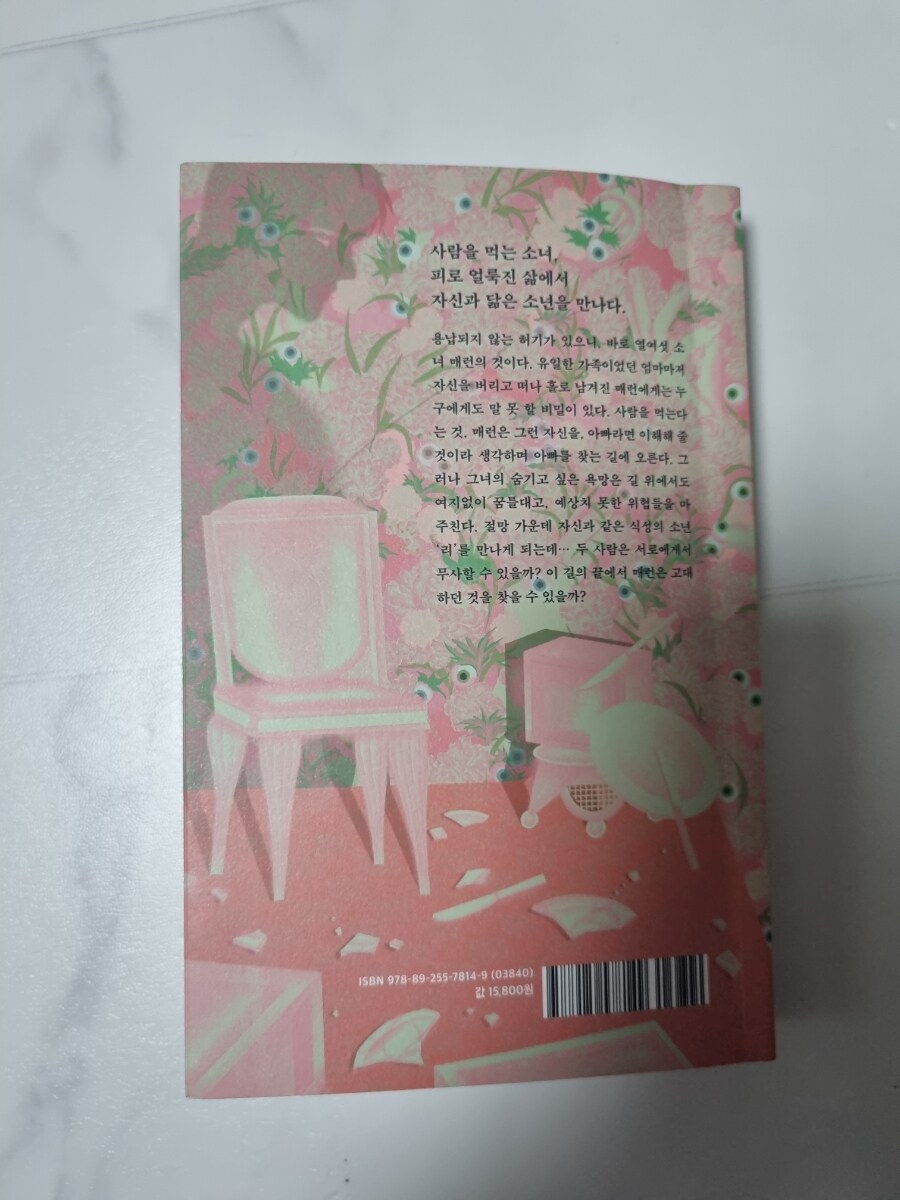 사람을 먹는 소녀,
피로 얼룩진 삶에서
자신과 닮은 소년을 만나다.
용납되지 않는 허기가 있으니, 바로 열여섯 소
녀 매런의 것이다. 유일한 가족이었던 엄마마저
자신을 버리고 떠나 홀로 남겨진 매런에게는 누
구에게도 말 못 할 비밀이 있다. 사람을 먹는다
는 것. 매런은 그런 자신을, 아빠라면 이해해 줄
것이라 생각하며 아빠를 찾는 길에 오른다. 그
러나 그녀의 숨기고 싶은 욕망은 길 위에서도
여지없이 꿈틀대고, 예상치 못한 위협들을 마
주친다. 절망 가운데 자신과 같은 식성의 소년
‘리’를 만나게 되는데… 두 사람은 서로에게서
무사할 수 있을까? 이 길의 끝에서 매런은 고대
하던 것을 찾을 수 있을까?
ISBN 978-89-255-7814-9 (03840)
값 15,800원